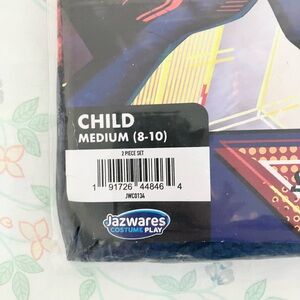 CHILD
MEDIUM (8-10)
2 PIECE SET
1 91726 44846 4
JWC0136
Jazwares
COSTUME PLAY